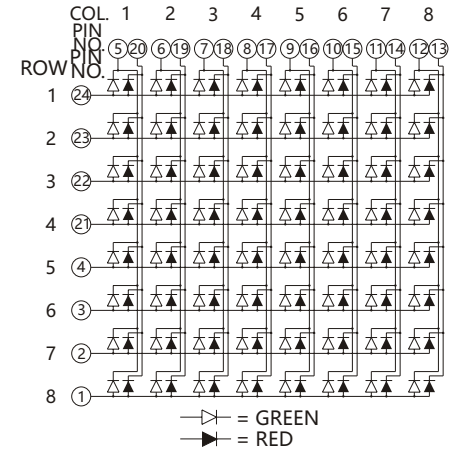 COL. 1 2 3 4 5 6 7 8
PIN
NO. 5 20 6 19 7 18 8 17 9 16 10 15 11 14 12 13
PIN
ROW NO.
1 24
2 23
3 22
4 21
5 4
6 3
7 2
8 1
= GREEN
= RED